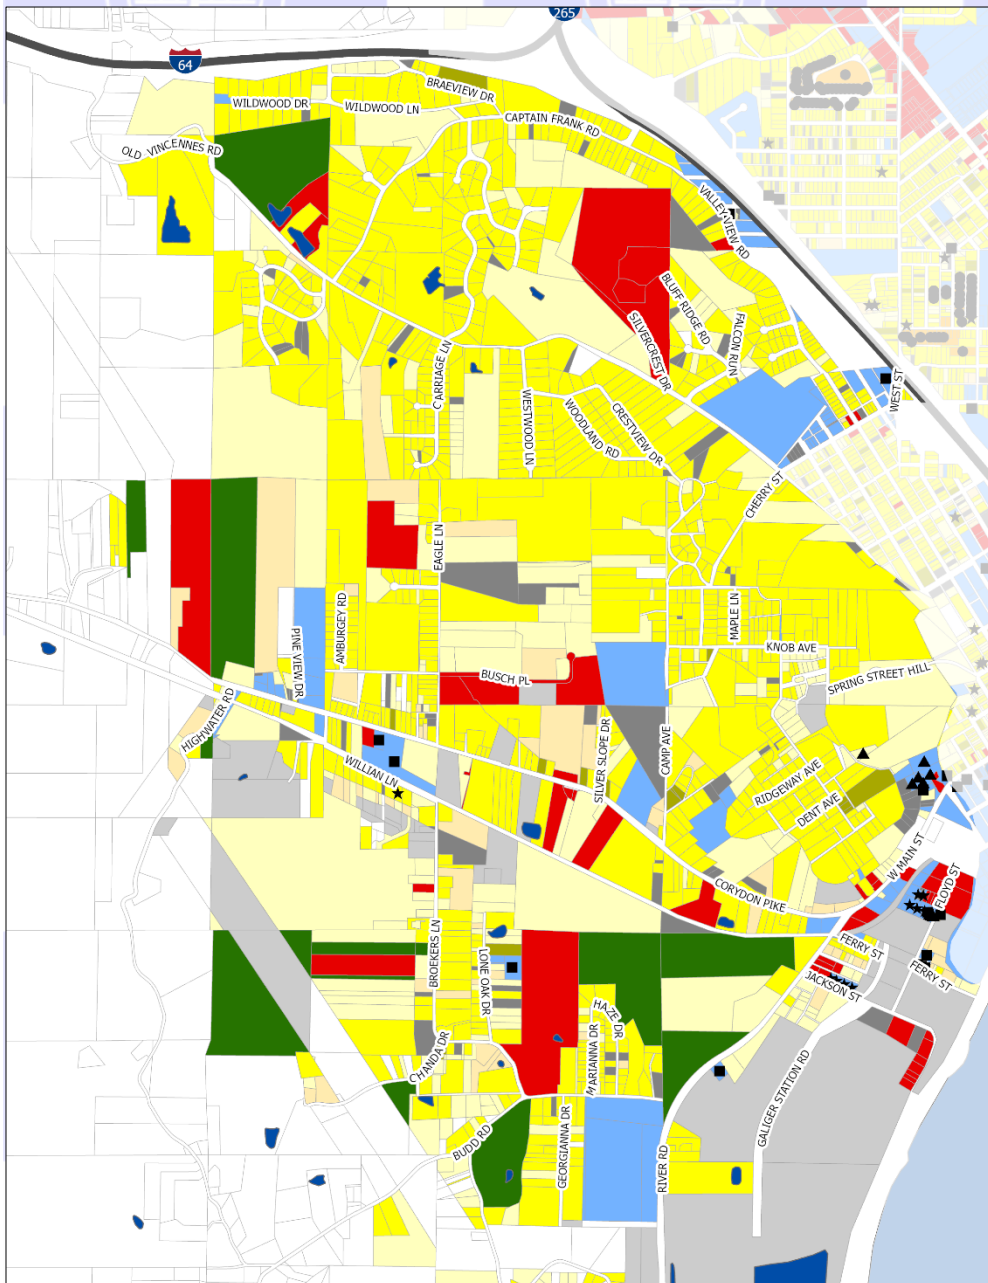 265
64
BRAEVIEW DR
WILDWOOD DR
WILDWOOD LN
CAPTAIN FRANK RD
OLD VINCENNES RD
VALLEY VIEW RD
BLUFF RIDGE RD
FALCON RUN
SILVERCREST DR
CARRIAGE LN
WEST ST
WESTWOOD LN
WOODLAND RD
CRESTVIEW DR
CHERRY ST
EAGLE LN
AMBURGEY RD
MAPLE LN
PINE VIEW DR
KNOB AVE
BUSCH PL
SPRING STREET HILL
HIGHWATER RD
SILVER SLOPE DR
CAMP AVE
WILLIAN LN
RIDGEWAY AVE
DENT AVE
W MAIN ST
CORYDON PIKE
FLOYD ST
BROEKERS LN
LONE OAK DR
FERRY ST
FERRY ST
JACKSON ST
HAZE DR
MARIANNA DR
CHANDA DR
GALIGER STATION RD
GEORGIANNA DR
BUDD RD
RIVER RD